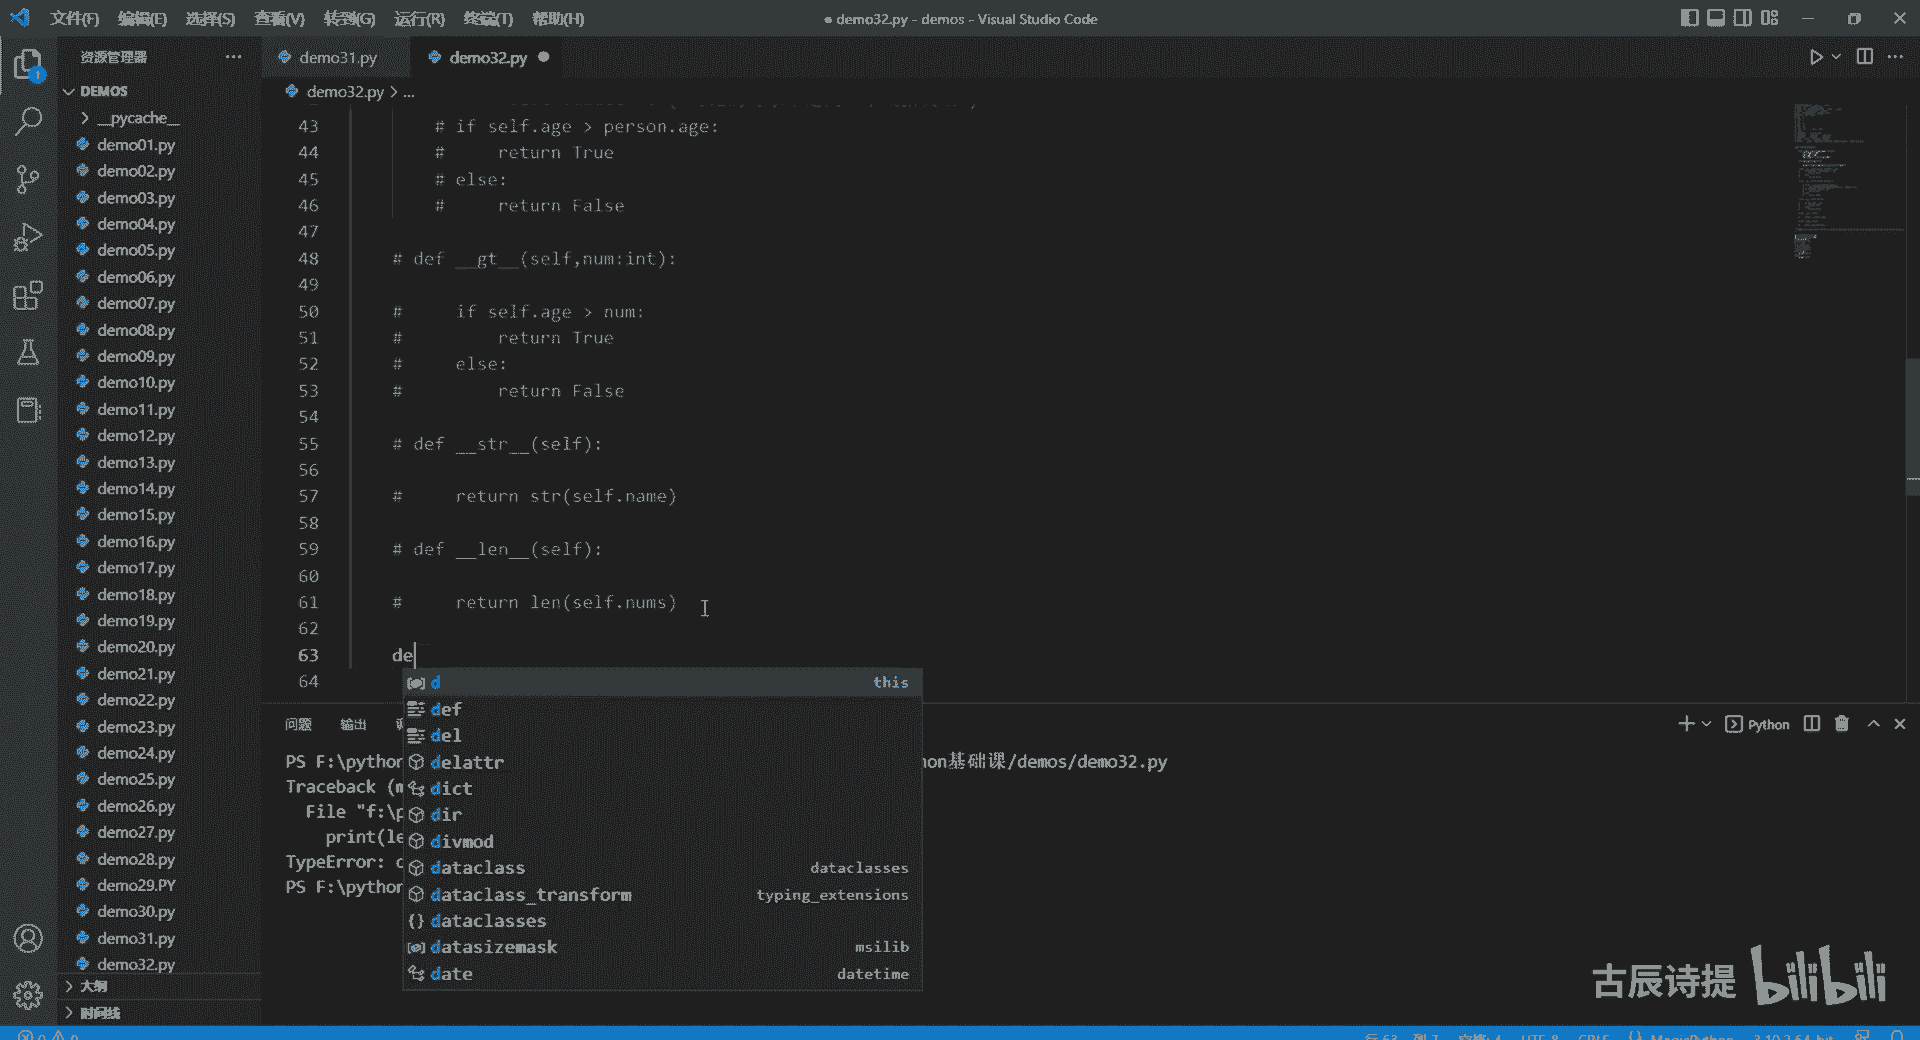 文件(F) 编辑(E) 选择(S) 查看(V) 转到(G) 运行(R) 终端(T) 帮助(H)
● demo32.py - demos - Visual Studio Code
资源管理器
demo31.py
demo32.py
DEMOS
demo32.py > ...
__pycache__
demo01.py
demo02.py
demo03.py
demo04.py
demo05.py
demo06.py
demo07.py
demo08.py
demo09.py
demo10.py
demo11.py
demo12.py
demo13.py
demo14.py
demo15.py
demo16.py
demo17.py
demo18.py
demo19.py
demo20.py
demo21.py
demo22.py
demo23.py
demo24.py
demo25.py
demo26.py
demo27.py
demo28.py
demo29.PY
demo30.py
demo31.py
demo32.py
大纲
时间线
1
43 # if self.age > person.age:
44 #     return True
45 # else:
46 #     return False
47
48 # def __gt__(self,num:int):
49
50 #     if self.age > num:
51 #         return True
52 #     else:
53 #         return False
54
55 # def __str__(self):
56
57 #     return str(self.name)
58
59 # def __len__(self):
60
61 #     return len(self.nums)
62
63 de
64
d this
def
del
delattr
dict
dir
divmod
dataclass dataclasses
dataclass_transform typing_extensions
dataclasses
datasizemask msilib
date datetime
问题 输出
Python
PS F:\python on基础课/demos/demo32.py
Traceback (m
File "f:\p
print(le
TypeError: o
PS F:\python
古辰诗提 bilibili